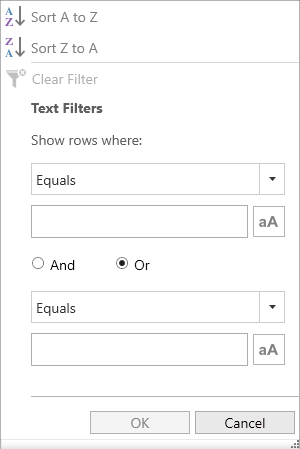 Sort A to Z
Sort Z to A
Clear Filter
Text Filters
Show rows where:
Equals
aA
And Or
Equals
aA
OK Cancel